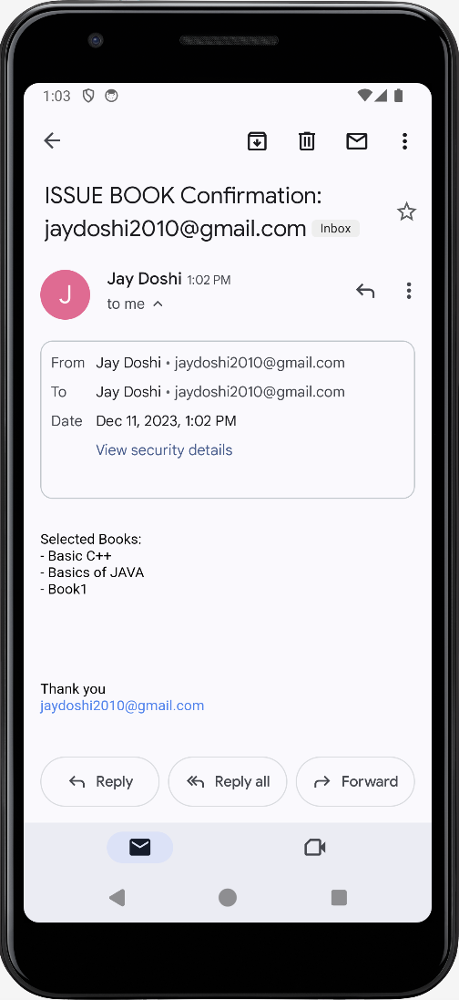 1:03
ISSUE BOOK Confirmation:
jaydoshi2010@gmail.com Inbox
J
Jay Doshi 1:02 PM
to me
From Jay Doshi • jaydoshi2010@gmail.com
To Jay Doshi • jaydoshi2010@gmail.com
Date Dec 11, 2023, 1:02 PM
View security details
Selected Books:
- Basic C++
- Basics of JAVA
- Book1
Thank you
jaydoshi2010@gmail.com
Reply Reply all Forward